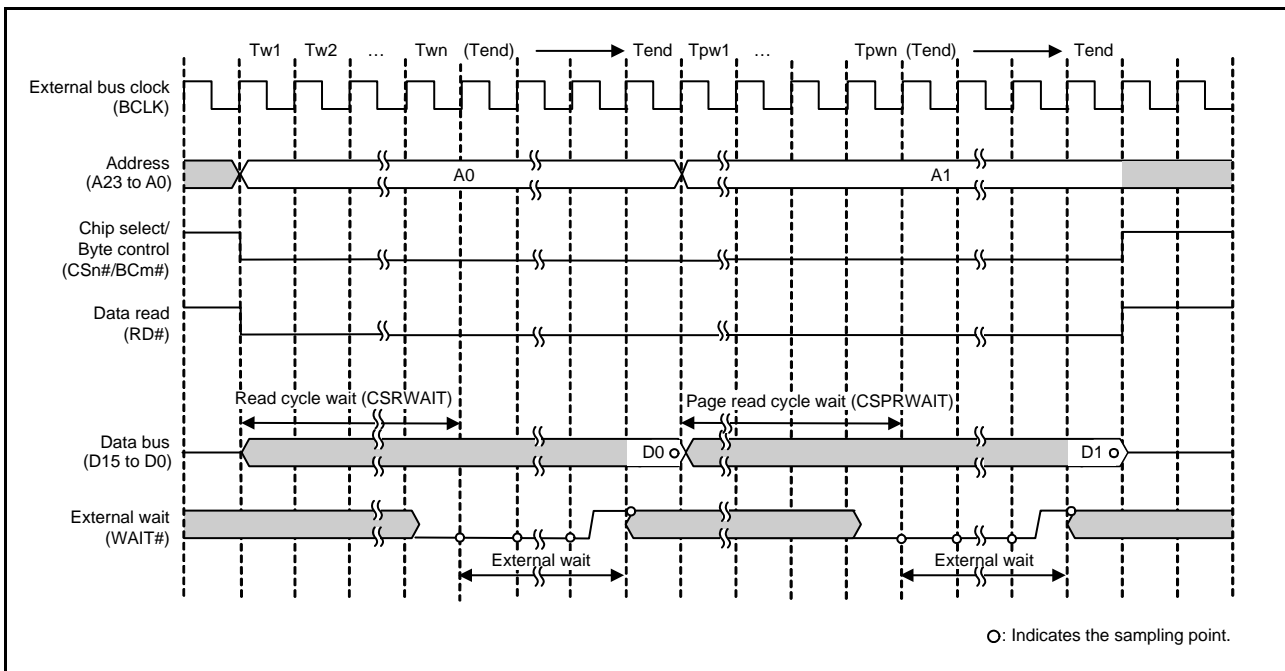 Tw1 Tw2 … Twn (Tend) Tend Tpw1 … Tpwn (Tend) Tend
External bus clock
(BCLK)
Address
(A23 to A0)
A0 A1
Chip select/
Byte control
(CSn#/BCm#)
Data read
(RD#)
Read cycle wait (CSRWAIT) Page read cycle wait (CSPRWAIT)
Data bus
(D15 to D0)
D0 D1
External wait
(WAIT#)
External wait External wait
O: Indicates the sampling point.